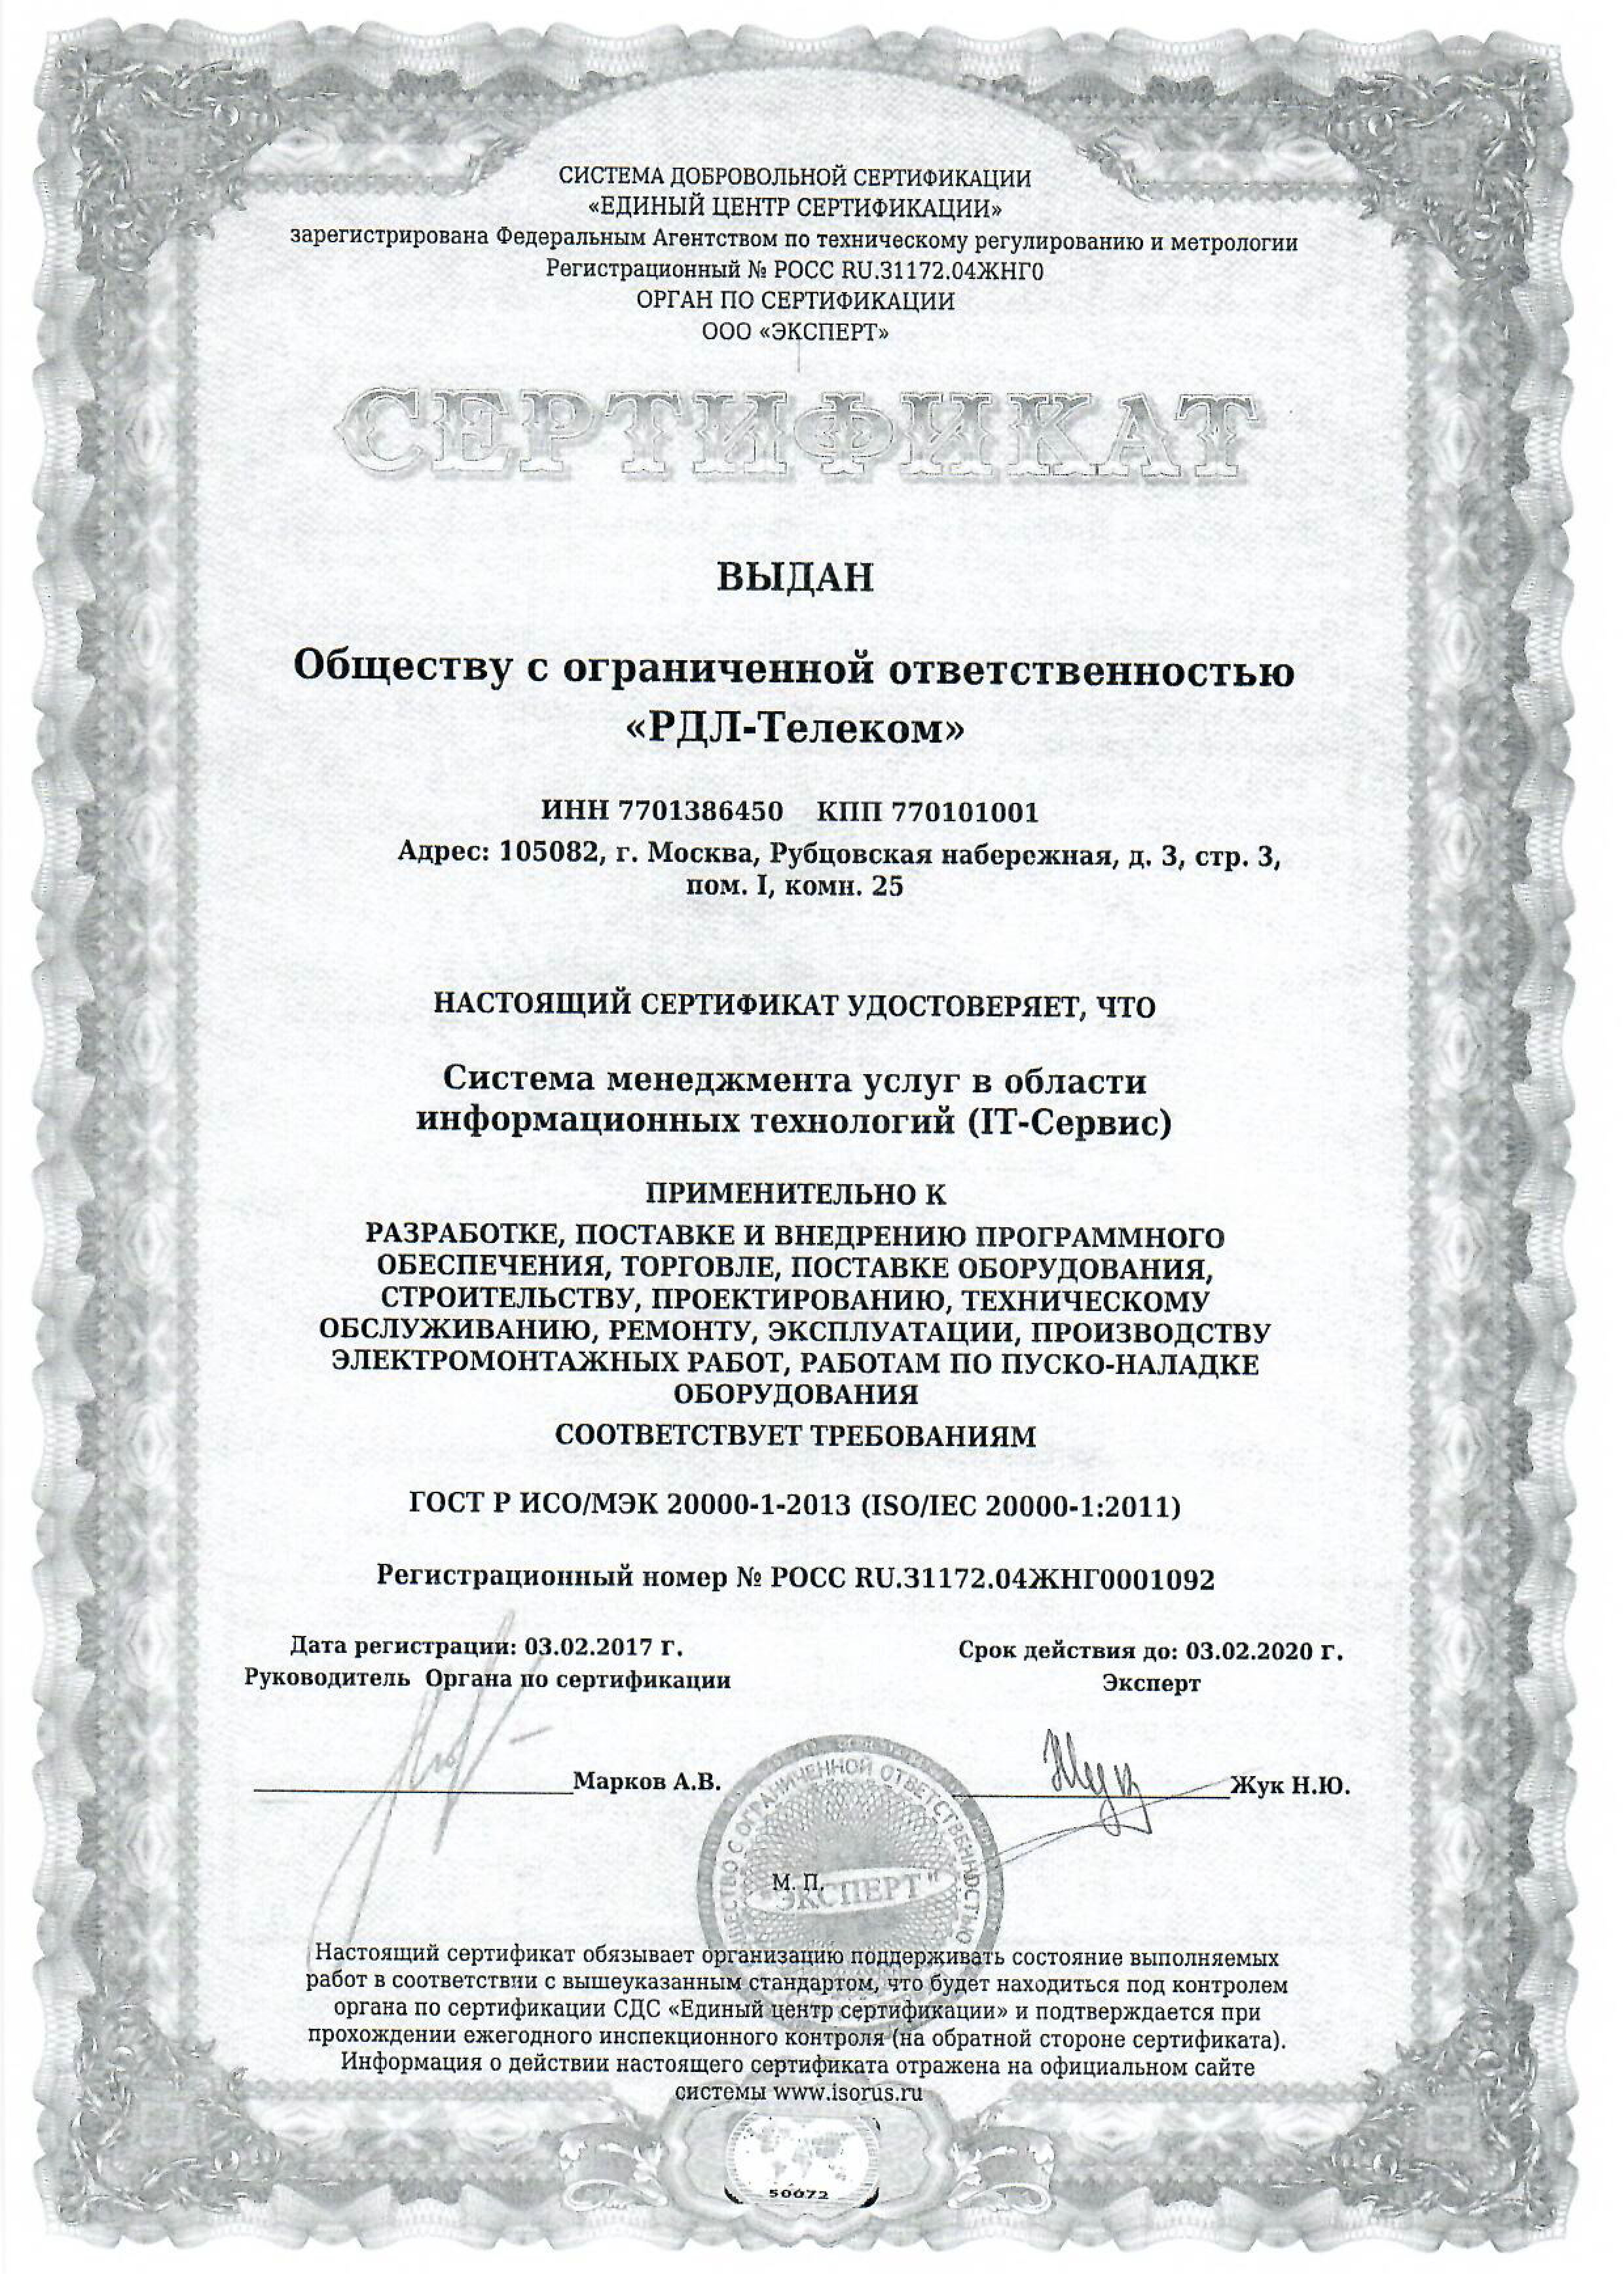 СИСТЕМА ДОБРОВОЛЬНОЙ СЕРТИФИКАЦИИ
«ЕДИНЫЙ ЦЕНТР СЕРТИФИКАЦИИ»
зарегистрирована Федеральным Агентством по техническому регулированию и метрологии
Регистрационный № РОСС RU.31172.04ЖНГ0
ОРГАН ПО СЕРТИФИКАЦИИ
ООО «ЭКСПЕРТ»
СЕРТИФИКАТ
ВЫДАН
Обществу с ограниченной ответственностью
«РДЛ-Телеком»
ИНН 7701386450 КПП 770101001
Адрес: 105082, г. Москва, Рубцовская набережная, д. 3, стр. 3,
пом. I, комн. 25
НАСТОЯЩИЙ СЕРТИФИКАТ УДОСТОВЕРЯЕТ, ЧТО
Система менеджмента услуг в области
информационных технологий (IT-Сервис)
ПРИМЕНИТЕЛЬНО К
РАЗРАБОТКЕ, ПОСТАВКЕ И ВНЕДРЕНИЮ ПРОГРАММНОГО
ОБЕСПЕЧЕНИЯ, ТОРГОВЛЕ, ПОСТАВКЕ ОБОРУДОВАНИЯ,
СТРОИТЕЛЬСТВУ, ПРОЕКТИРОВАНИЮ, ТЕХНИЧЕСКОМУ
ОБСЛУЖИВАНИЮ, РЕМОНТУ, ЭКСПЛУАТАЦИИ, ПРОИЗВОДСТВУ
ЭЛЕКТРОМОНТАЖНЫХ РАБОТ, РАБОТАМ ПО ПУСКО-НАЛАДКЕ
ОБОРУДОВАНИЯ
СООТВЕТСТВУЕТ ТРЕБОВАНИЯМ
ГОСТ Р ИСО/МЭК 20000-1-2013 (ISO/IEC 20000-1:2011)
Регистрационный номер № РОСС RU.31172.04ЖНГ0001092
Дата регистрации: 03.02.2017 г. Срок действия до: 03.02.2020 г.
Руководитель Органа по сертификации Эксперт
Марков А.В. Жук Н.Ю.
С ОГРАНИЧЕННОЙ ОТВЕТСТВЕННОСТЬЮ
М. П.
"ЭКСПЕРТ"
Настоящий сертификат обязывает организацию поддерживать состояние выполняемых
работ в соответствии с вышеуказанным стандартом, что будет находиться под контролем
органа по сертификации СДС «Единый центр сертификации» и подтверждается при
прохождении ежегодного инспекционного контроля (на обратной стороне сертификата).
Информация о действии настоящего сертификата отражена на официальном сайте
системы www.isorus.ru
50072